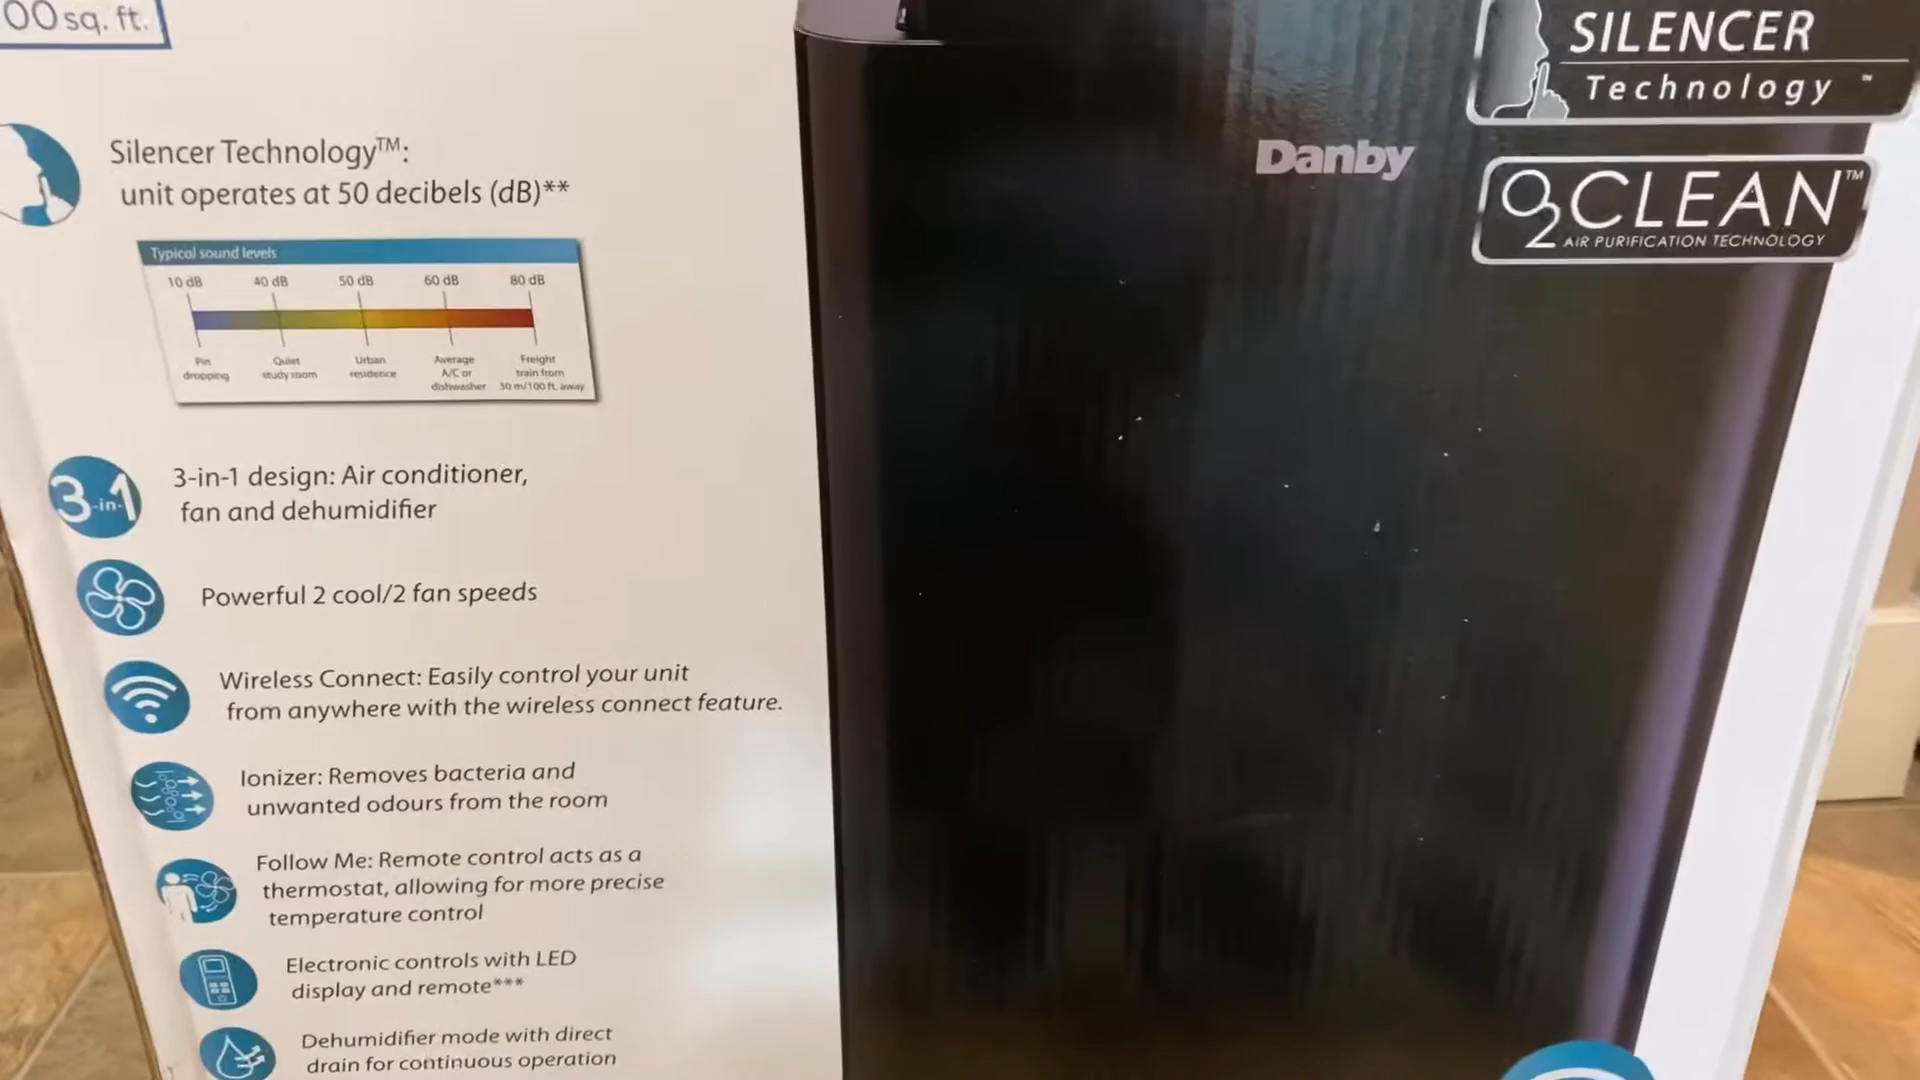 00 sq. ft.
Silencer Technology™:
unit operates at 50 decibels (dB)**
Typical sound levels
10 dB 40 dB 50 dB 60 dB 80 dB
Pin dropping
Quiet study room
Urban residence
Average A/C or dishwasher
Freight train from 30 m/100 ft. away
3-in-1
3-in-1 design: Air conditioner,
fan and dehumidifier
Powerful 2 cool/2 fan speeds
Wireless Connect: Easily control your unit
from anywhere with the wireless connect feature.
Ionizer: Removes bacteria and
unwanted odours from the room
Follow Me: Remote control acts as a
thermostat, allowing for more precise
temperature control
Electronic controls with LED
display and remote***
Dehumidifier mode with direct
drain for continuous operation
SILENCER
Technology™
Danby
O2CLEAN™
AIR PURIFICATION TECHNOLOGY